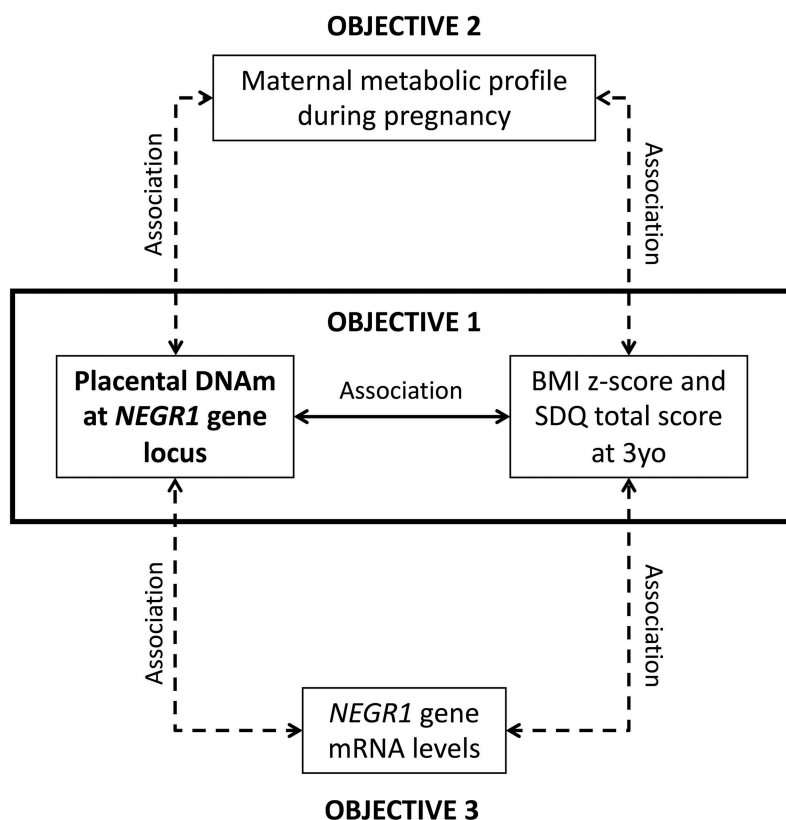 OBJECTIVE 2
Maternal metabolic profile
during pregnancy
Association
Association
OBJECTIVE 1
Placental DNAm
at NEGR1 gene
locus
Association
BMI z-score and
SDQ total score
at 3yo
Association
Association
NEGR1 gene
mRNA levels
OBJECTIVE 3